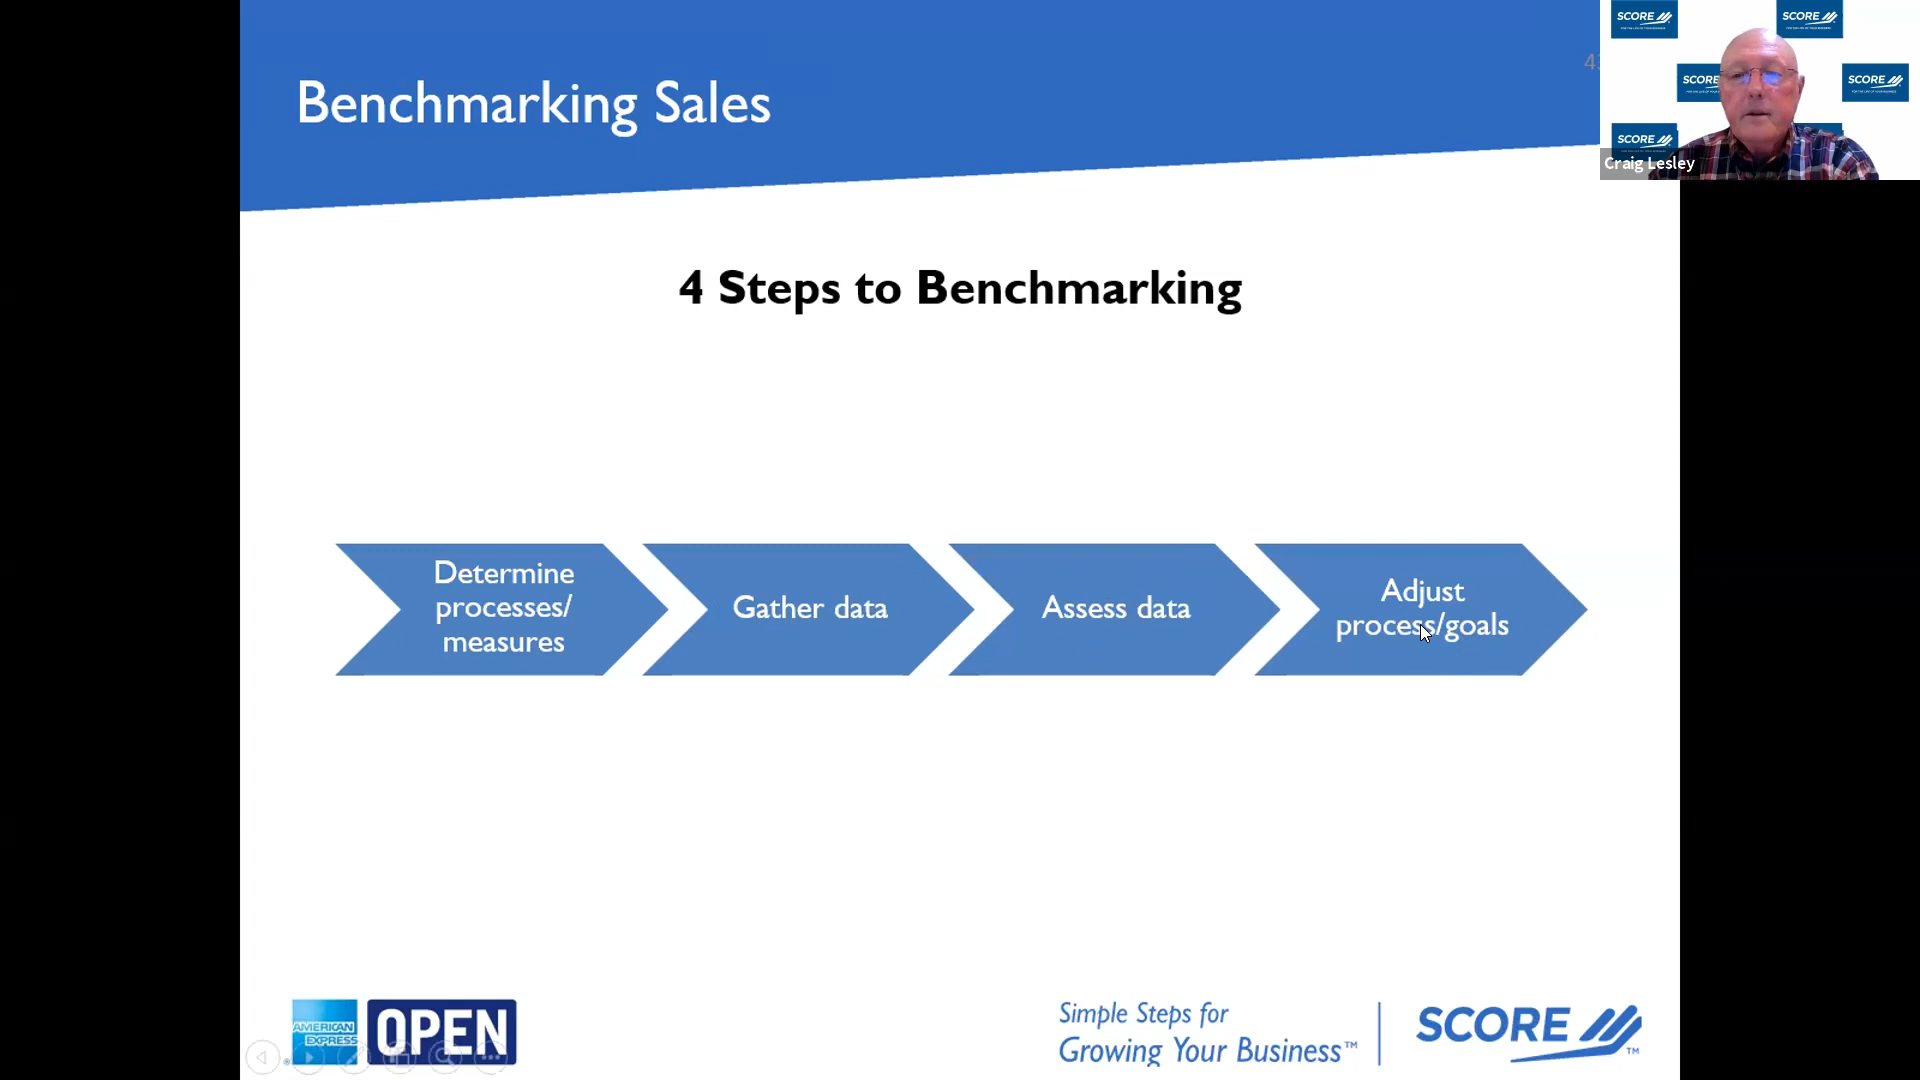 Benchmarking Sales
4 Steps to Benchmarking
Determine
processes/
measures
Gather data
Assess data
Adjust
process/goals
AMERICAN
EXPRESS
OPEN
Simple Steps for
Growing Your Business™
SCORE™
SCORE
SCORE
SCORE
SCORE
SCORE
Craig Lesley